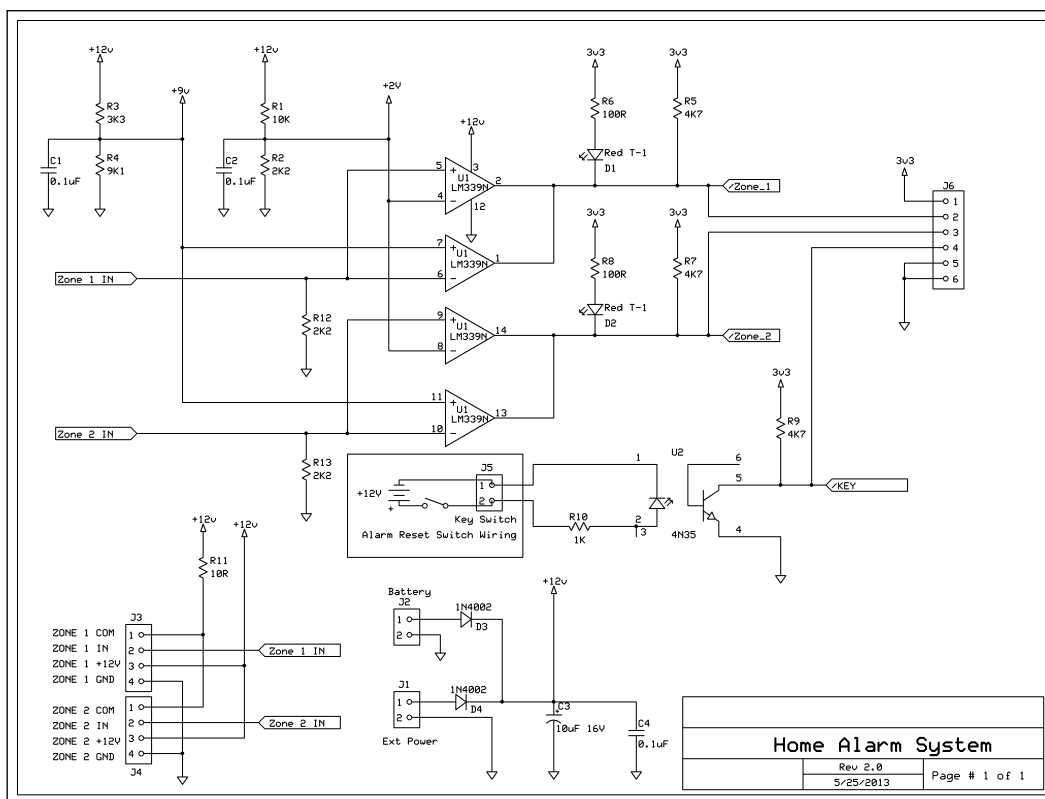 +12v
R3
3K3
R4
9K1
C1
0.1uF
+9v
+12v
R1
10K
R2
2K2
C2
0.1uF
+2V
+12v
5
+
4
-
3
U1
LM339N
2
12
7
+
6
-
U1
LM339N
1
9
+
8
-
U1
LM339N
14
11
+
10
-
U1
LM339N
13
3v3
R6
100R
Red T-1
D1
3v3
R5
4K7
/Zone_1
3v3
R8
100R
Red T-1
D2
3v3
R7
4K7
/Zone_2
3v3
J6
1
2
3
4
5
6
Zone 1 IN
R12
2K2
Zone 2 IN
R13
2K2
J5
1
2
+12V
+
Key Switch
Alarm Reset Switch Wiring
R10
1K
1
2
3
U2
6
5
4
4N35
3v3
R9
4K7
/KEY
+12v
+12v
R11
10R
J3
ZONE 1 COM
1
ZONE 1 IN
2
ZONE 1 +12V
3
ZONE 1 GND
4
Zone 1 IN
ZONE 2 COM
1
ZONE 2 IN
2
ZONE 2 +12V
3
ZONE 2 GND
4
J4
Zone 2 IN
Battery
J2
1
2
1N4002
D3
J1
1
2
Ext Power
1N4002
D4
+12v
C3
+
10uF 16V
C4
0.1uF
Home Alarm System
Rev 2.0
5/25/2013
Page # 1 of 1